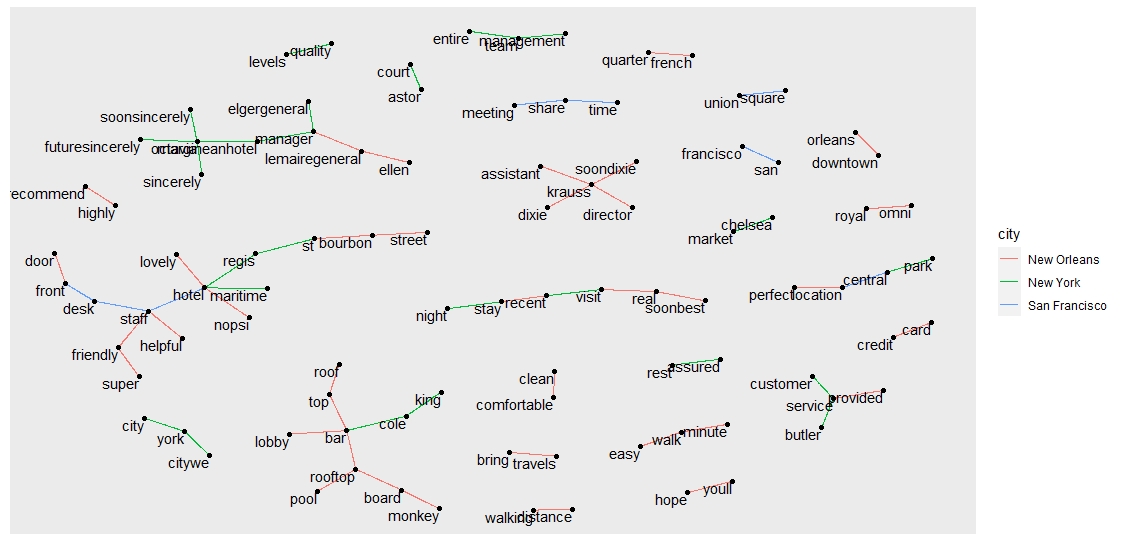 entire
management
team
levels
quality
quarter
french
court
astor
union
square
elgergeneral
meeting
share
time
soonsincerely
manager
orleans
downtown
futuresincerely
lemairegeneral
francisco
san
ellen
assistant
soondixie
krauss
sincerely
recommend
highly
dixie
director
royal
omni
chelsea
market
st
bourbon
street
door
lovely
regis
front
hotel
maritime
desk
staff
nopsi
central
park
perfect
location
night
stay
recent
visit
real
soonbest
friendly
helpful
super
credit
card
roof
top
clean
comfortable
rest
assured
customer
service
provided
butler
king
cole
bar
lobby
city
york
citywe
easy
walk
minute
bring
travels
rooftop
pool
board
monkey
hope
youll
walking
distance
city
New Orleans
New York
San Francisco